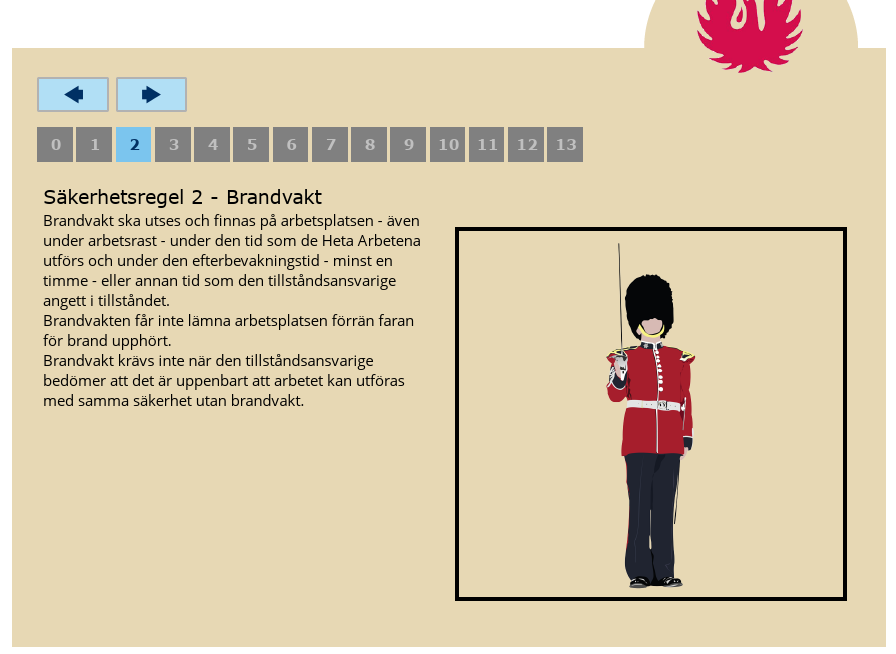 0 1 2 3 4 5 6 7 8 9 10 11 12 13
Säkerhetsregel 2 - Brandvakt
Brandvakt ska utses och finnas på arbetsplatsen - även
under arbetsrast - under den tid som de Heta Arbetena
utförs och under den efterbevakningstid - minst en
timme - eller annan tid som den tillståndsansvarige
angett i tillståndet.
Brandvakten får inte lämna arbetsplatsen förrän faran
för brand upphört.
Brandvakt krävs inte när den tillståndsansvarige
bedömer att det är uppenbart att arbetet kan utföras
med samma säkerhet utan brandvakt.